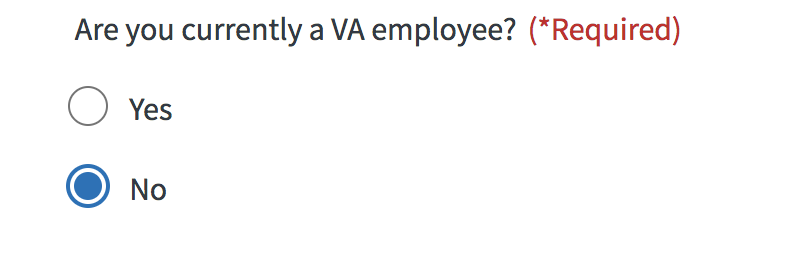 Are you currently a VA employee? (*Required)
Yes
No